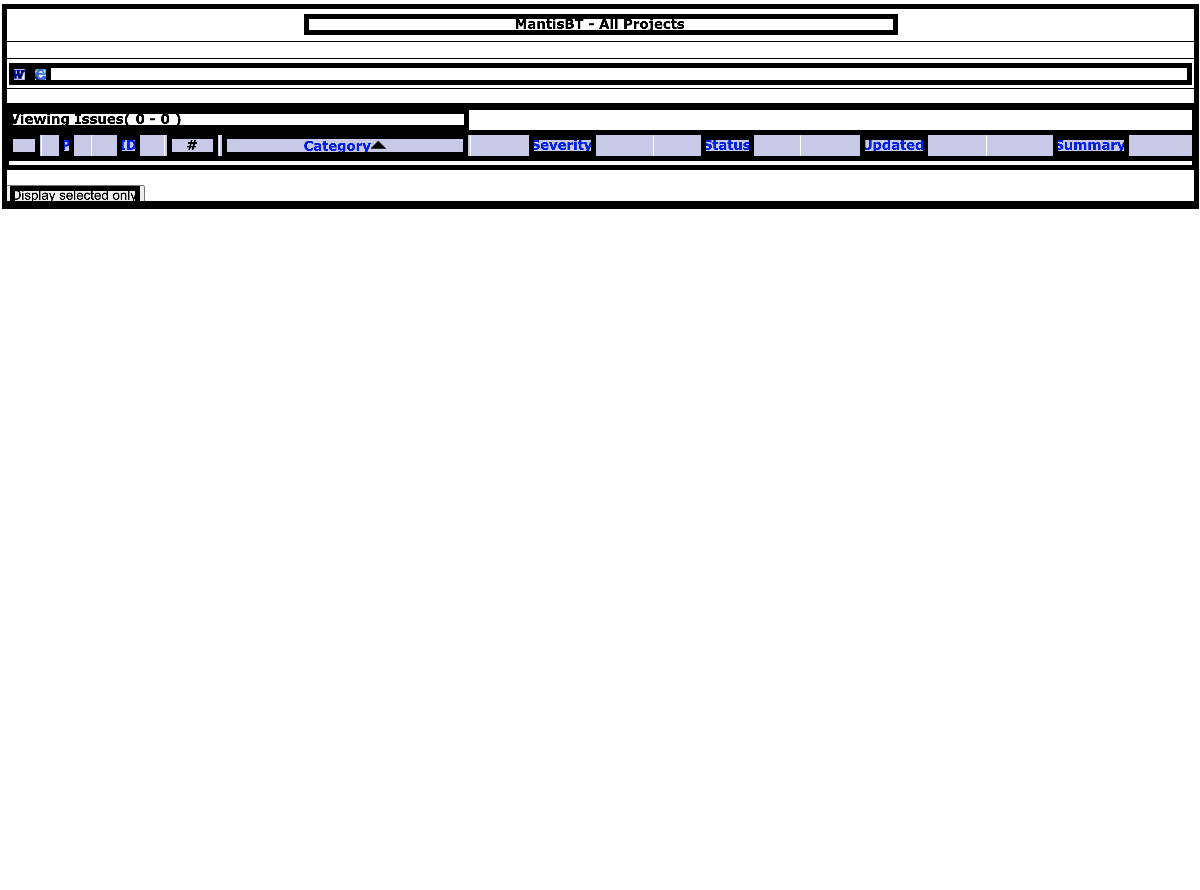 MantisBT - All Projects
Viewing Issues( 0 - 0 )
P ID # Category Severity Status Updated Summary
Display selected only